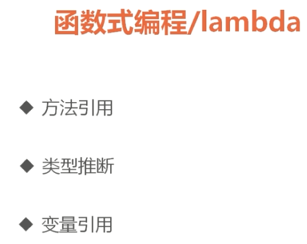 函数式编程/lambda
◆ 方法引用
◆ 类型推断
◆ 变量引用